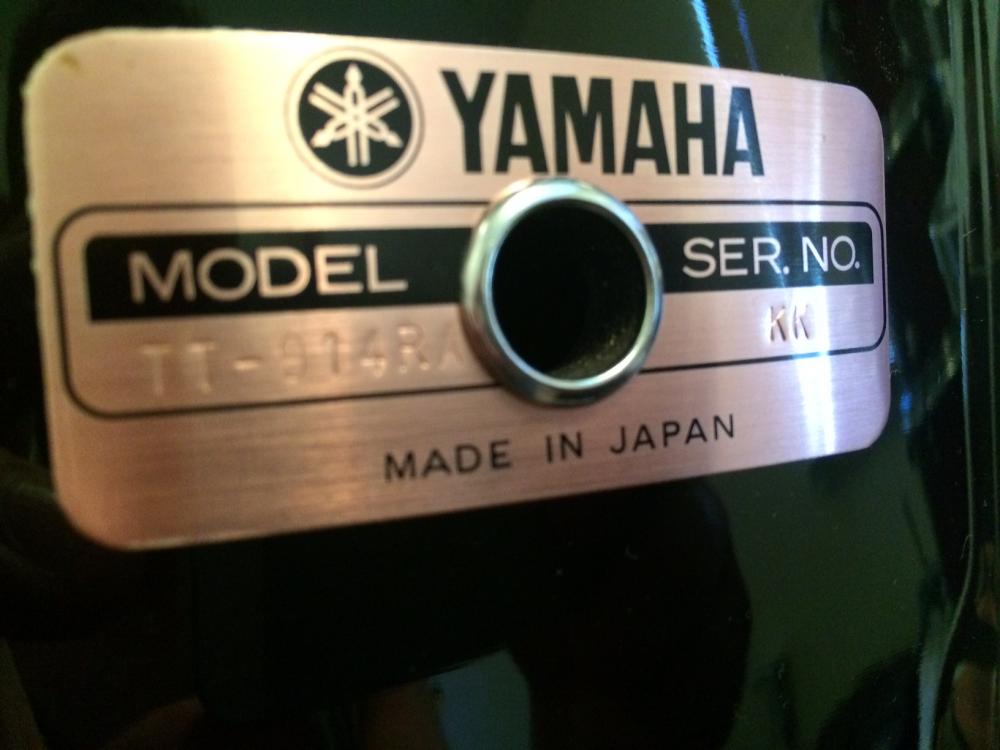 YAMAHA
MODEL SER. NO.
TT-914RA KK
MADE IN JAPAN